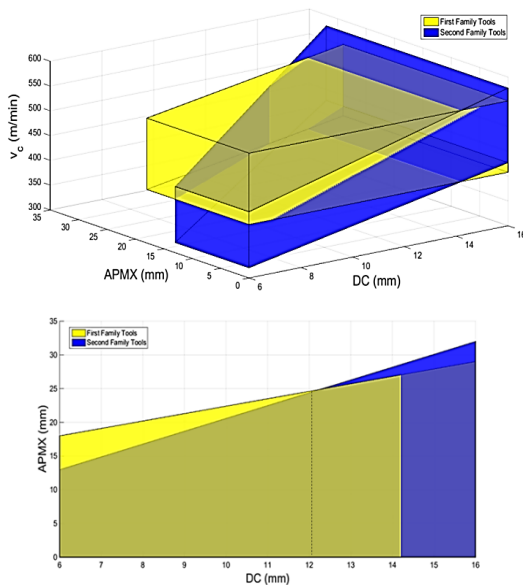 First Family Tools
Second Family Tools
600
550
500
450
400
350
300
v_c (m/min)
35
30
25
20
15
10
5
0
APMX (mm)
6
8
10
12
14
16
DC (mm)
First Family Tools
Second Family Tools
35
30
25
20
15
10
5
0
APMX (mm)
6 7 8 9 10 11 12 13 14 15 16
DC (mm)